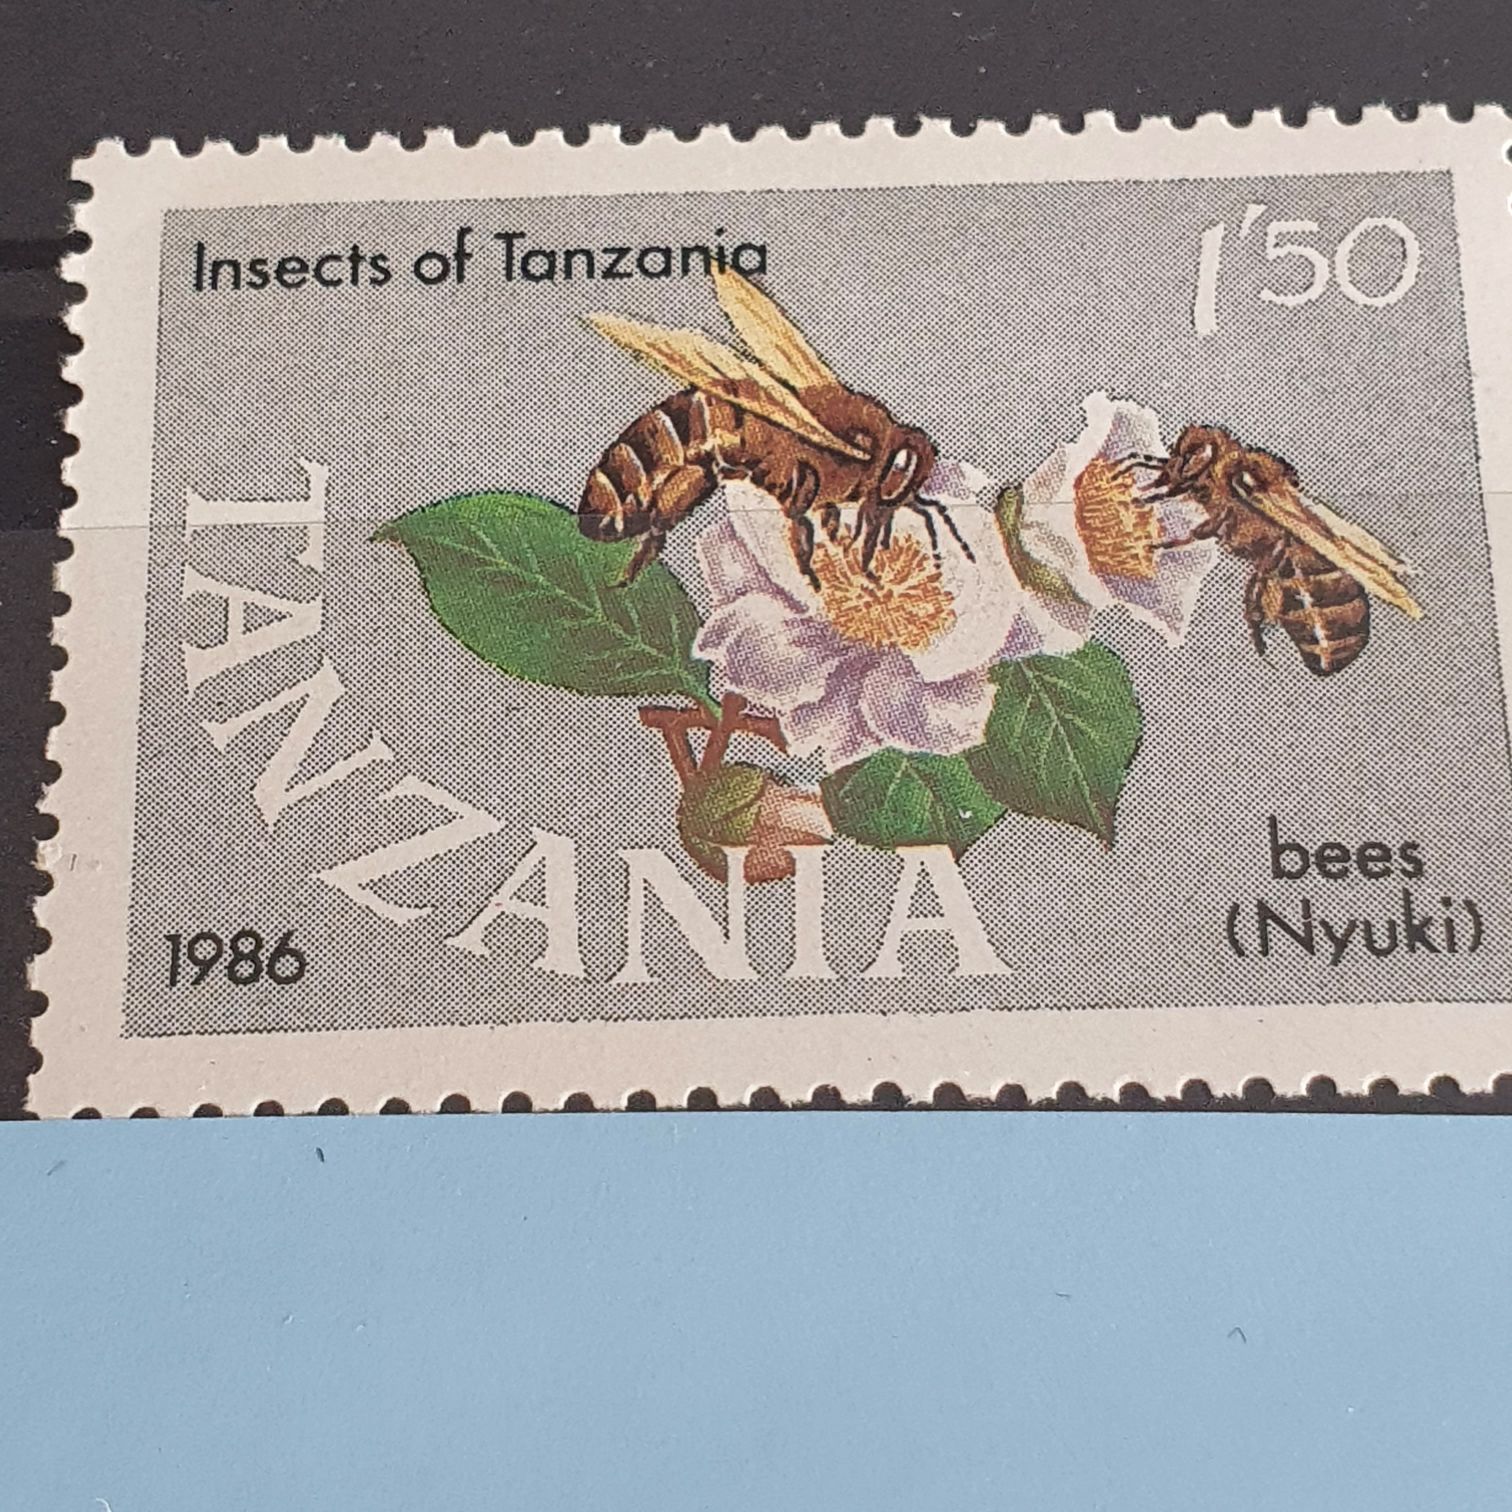 Insects of Tanzania
1'50
TANZANIA
bees
(Nyuki)
1986